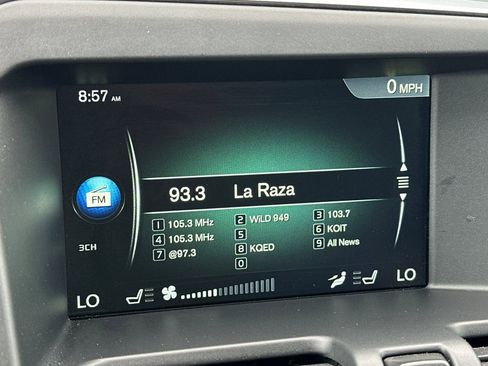 8:57 AM
0 MPH
FM
93.3 La Raza
1 105.3 MHz 2 WiLD 949 3 103.7
4 105.3 MHz 5 6 KOIT
7 @97.3 8 KQED 9 All News
0
3CH
LO LO